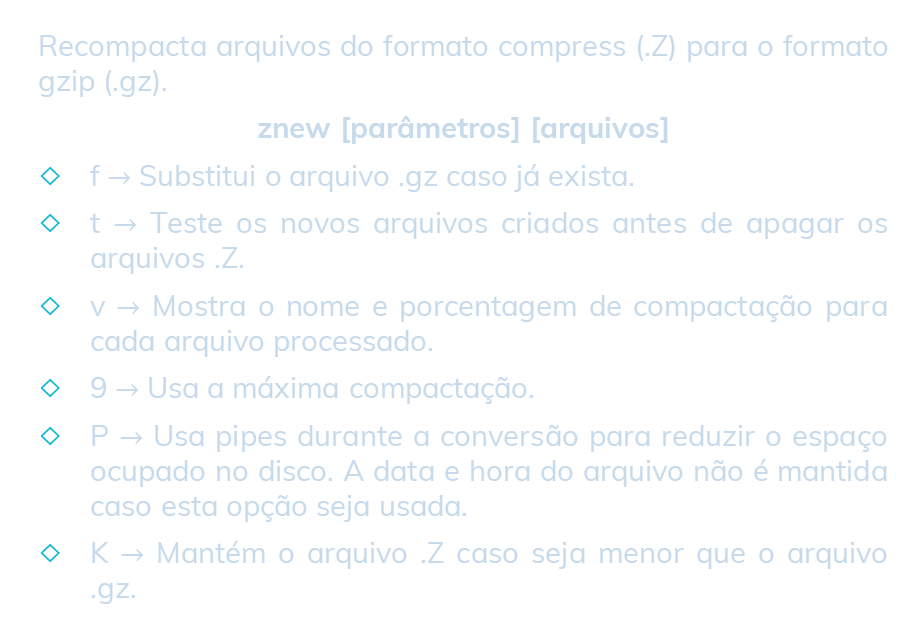 Recompacta arquivos do formato compress (.Z) para o formato
gzip (.gz).
znew [parâmetros] [arquivos]
f → Substitui o arquivo .gz caso já exista.
t → Teste os novos arquivos criados antes de apagar os
arquivos .Z.
v → Mostra o nome e porcentagem de compactação para
cada arquivo processado.
9 → Usa a máxima compactação.
P → Usa pipes durante a conversão para reduzir o espaço
ocupado no disco. A data e hora do arquivo não é mantida
caso esta opção seja usada.
K → Mantém o arquivo .Z caso seja menor que o arquivo
.gz.